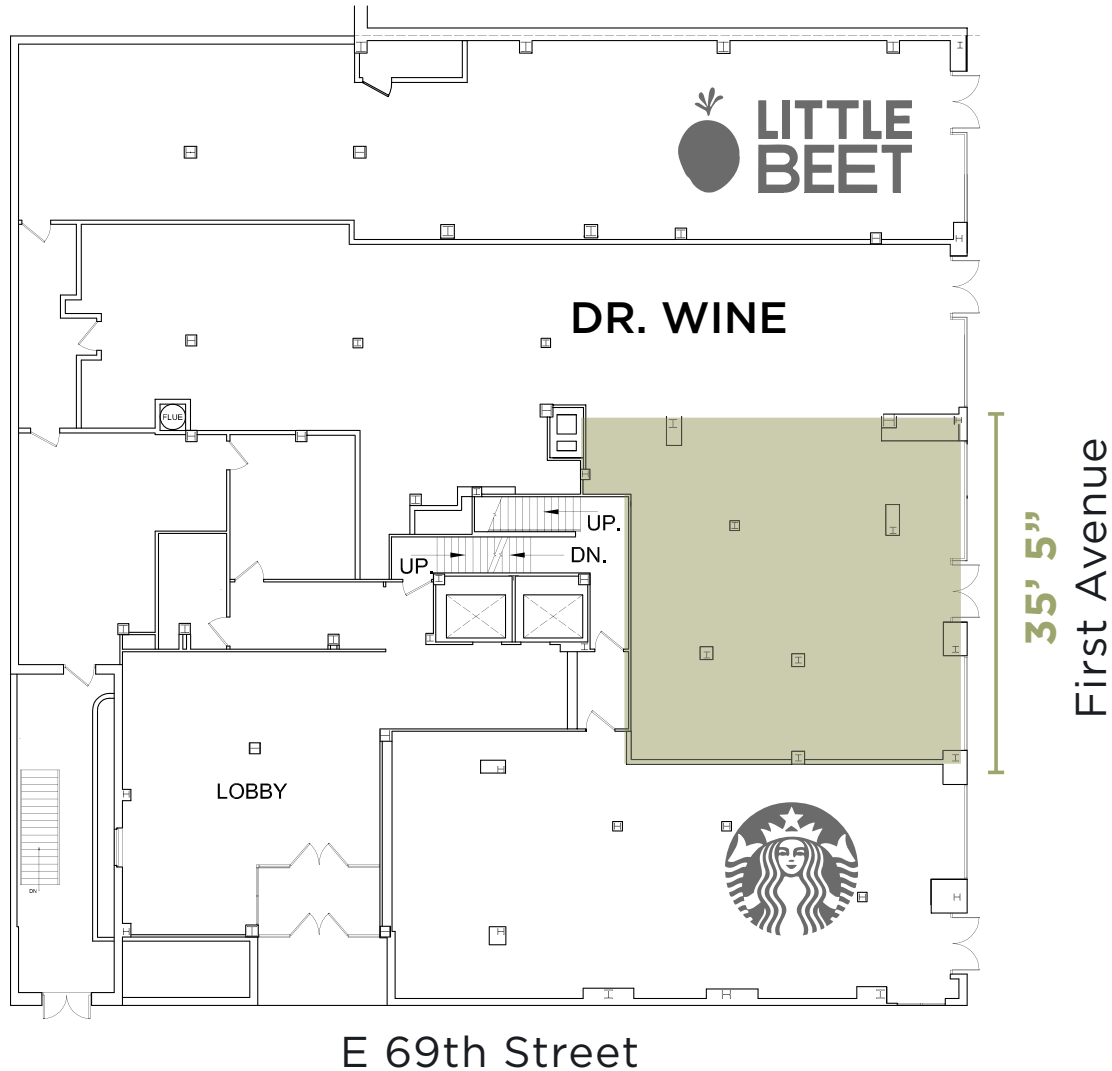 LITTLE
BEET
DR. WINE
FLUE
UP.
UP.
DN.
35' 5”
First Avenue
LOBBY
DN
E 69th Street